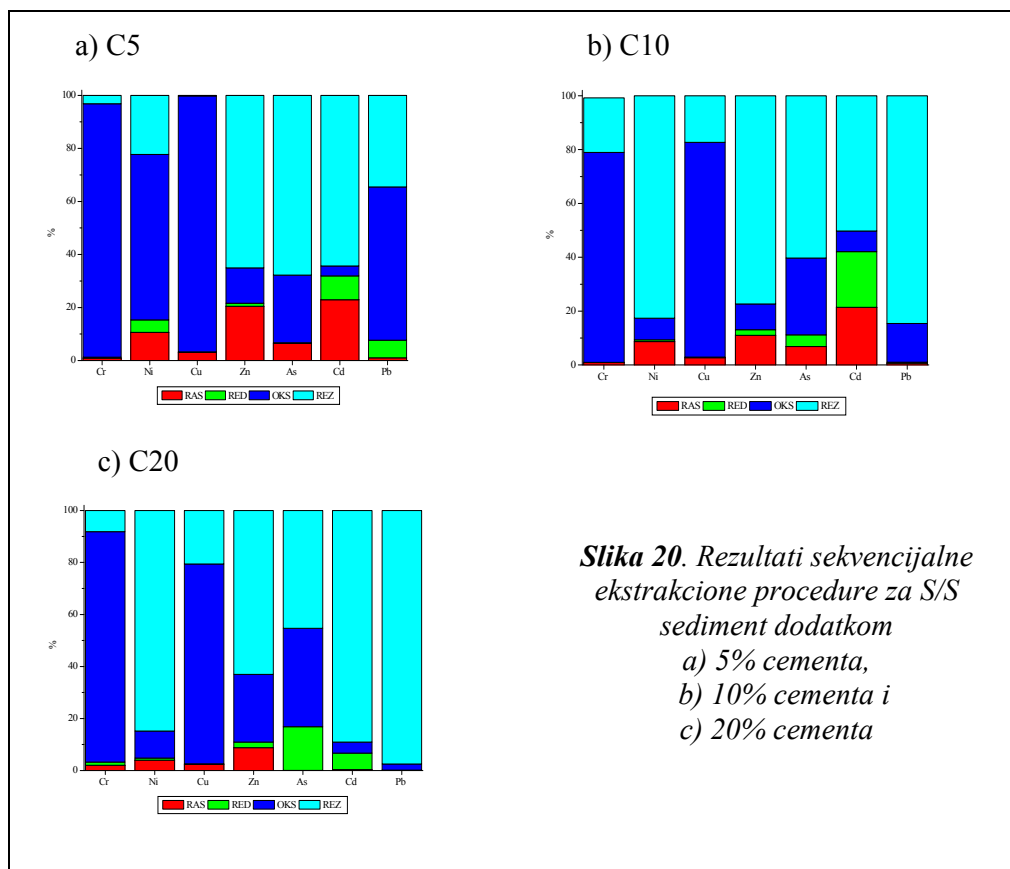 a) C5
100
80
60
40
20
0
%
Cr Ni Cu Zn As Cd Pb
RAS RED OKS REZ
b) C10
100
80
60
40
20
0
%
Cr Ni Cu Zn As Cd Pb
RAS RED OKS REZ
c) C20
100
80
60
40
20
0
%
Cr Ni Cu Zn As Cd Pb
RAS RED OKS REZ
Slika 20. Rezultati sekvencijalne
ekstrakcione procedure za S/S
sediment dodatkom
a) 5% cementa,
b) 10% cementa i
c) 20% cementa